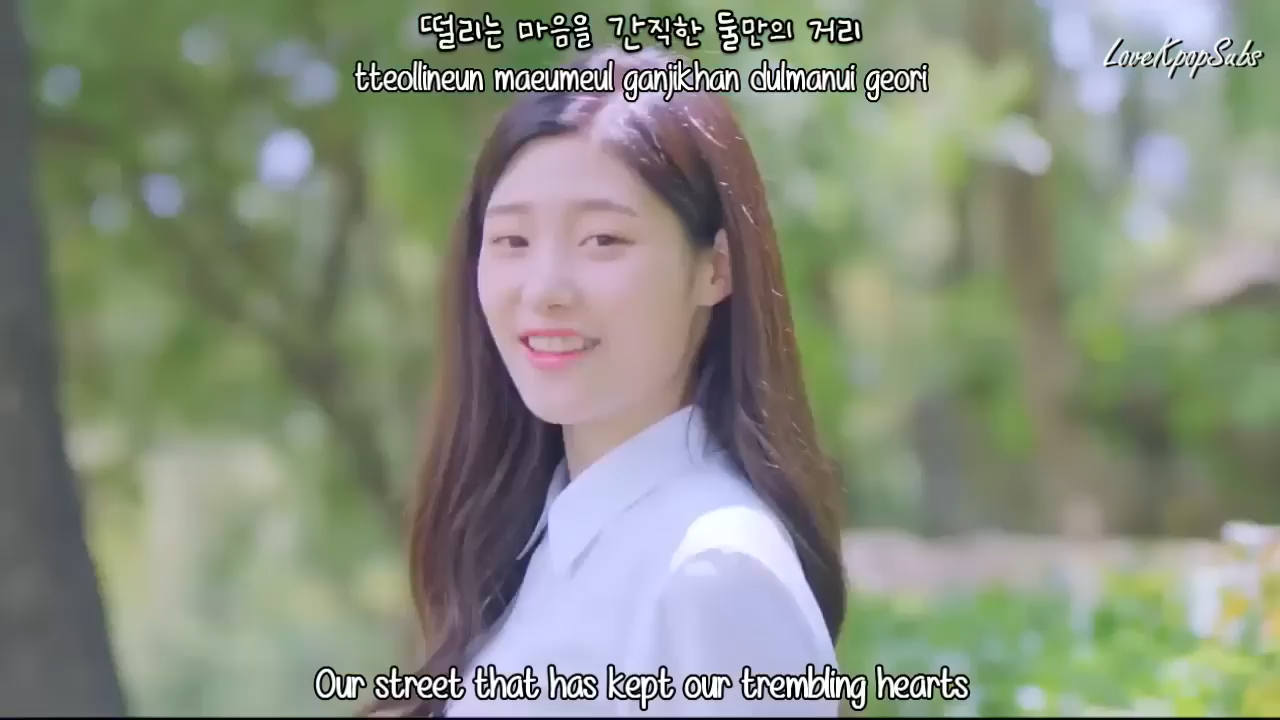 떨리는 마음을 간직한 둘만의 거리
LoveKpopSubs
tteollineun maeumeul ganjikhan dulmanui geori
Our street that has kept our trembling hearts